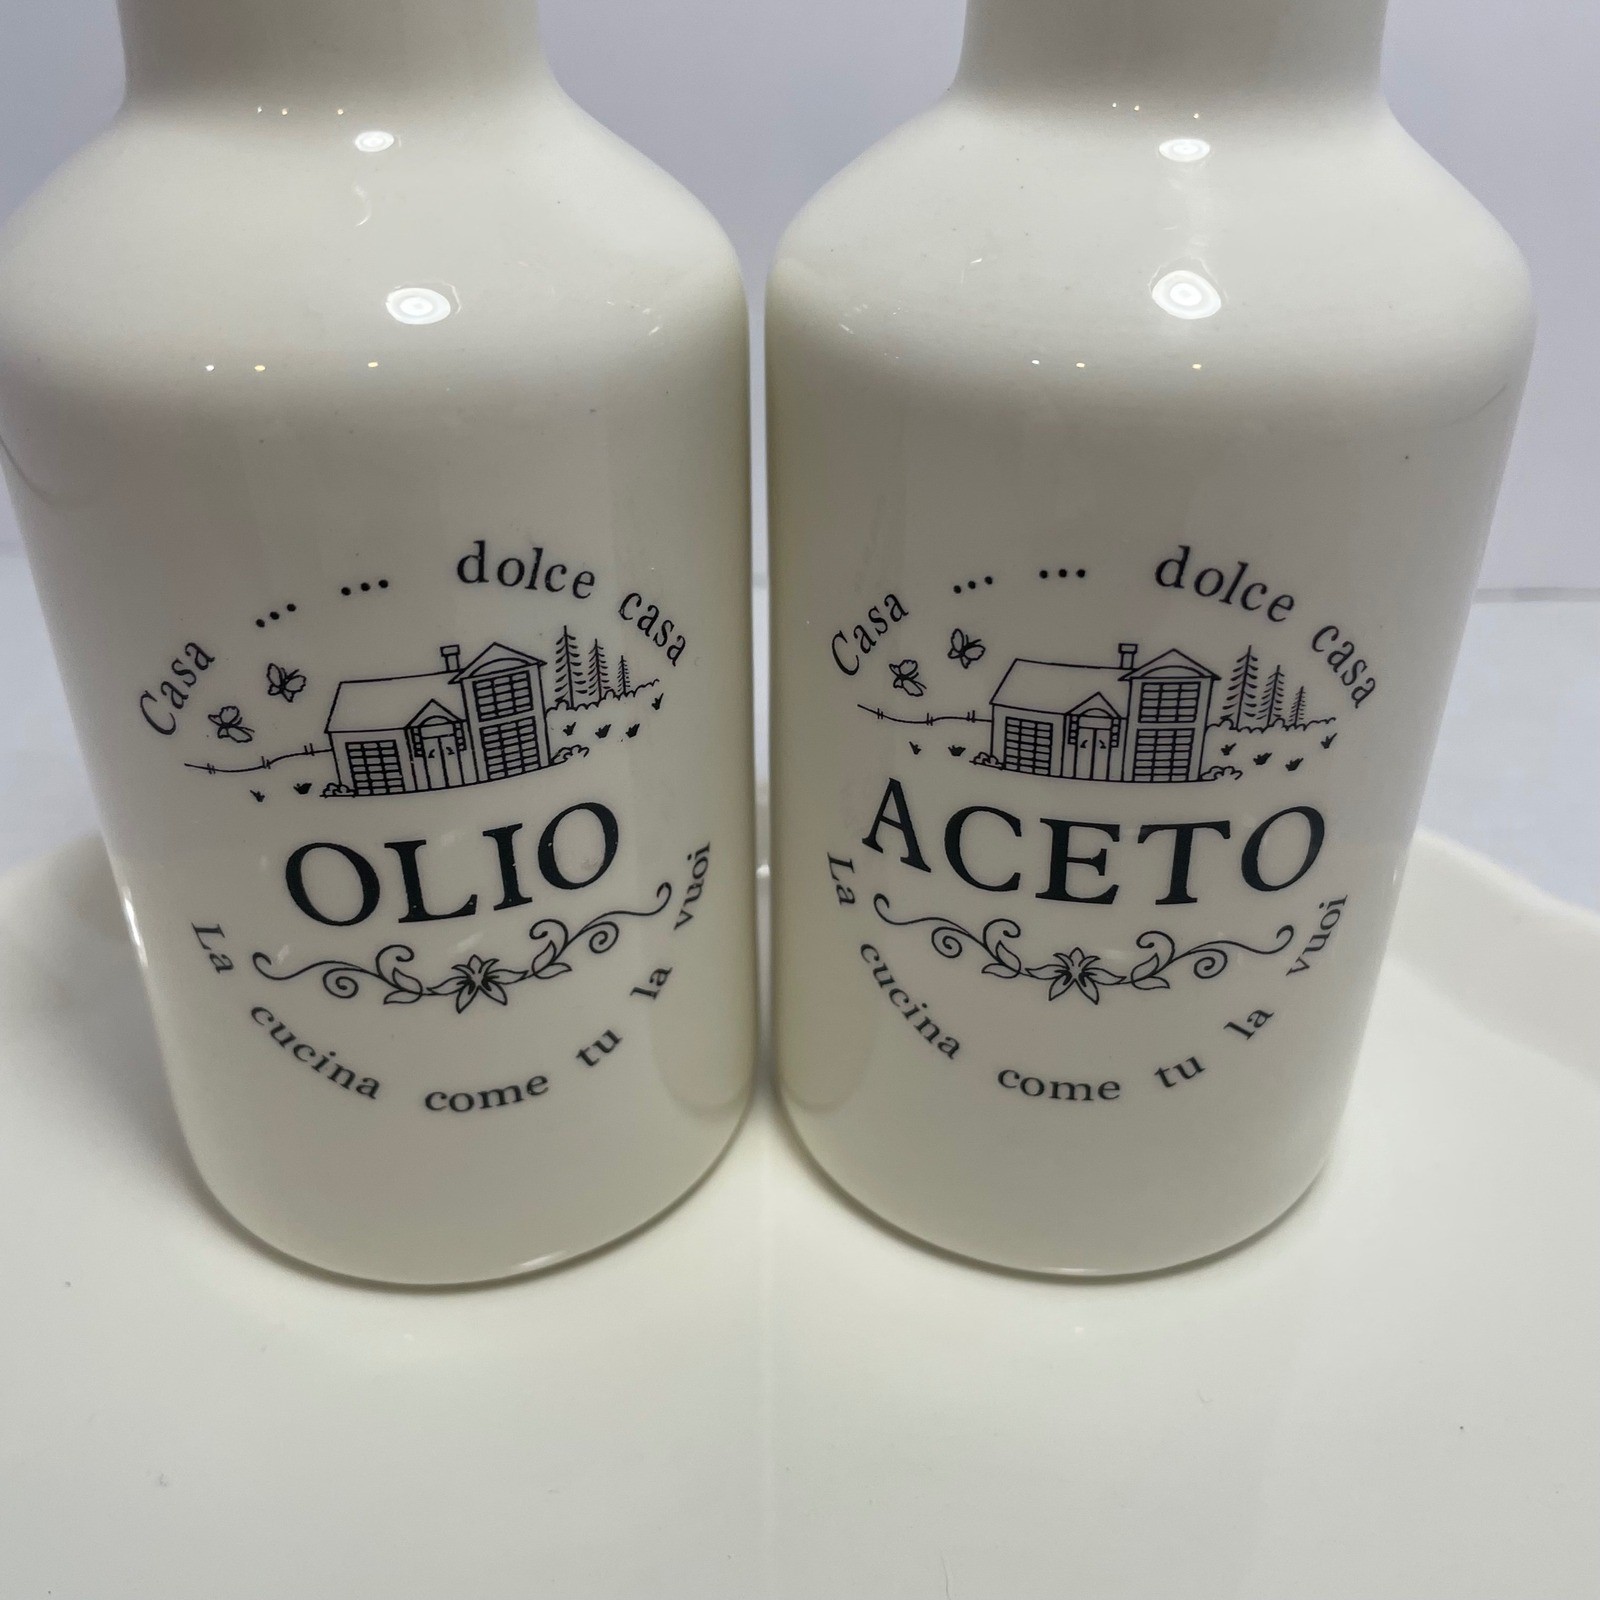 Casa ... ... dolce casa
OLIO
La cucina come tu la vuoi
Casa ... ... dolce casa
ACETO
La cucina come tu la vuoi